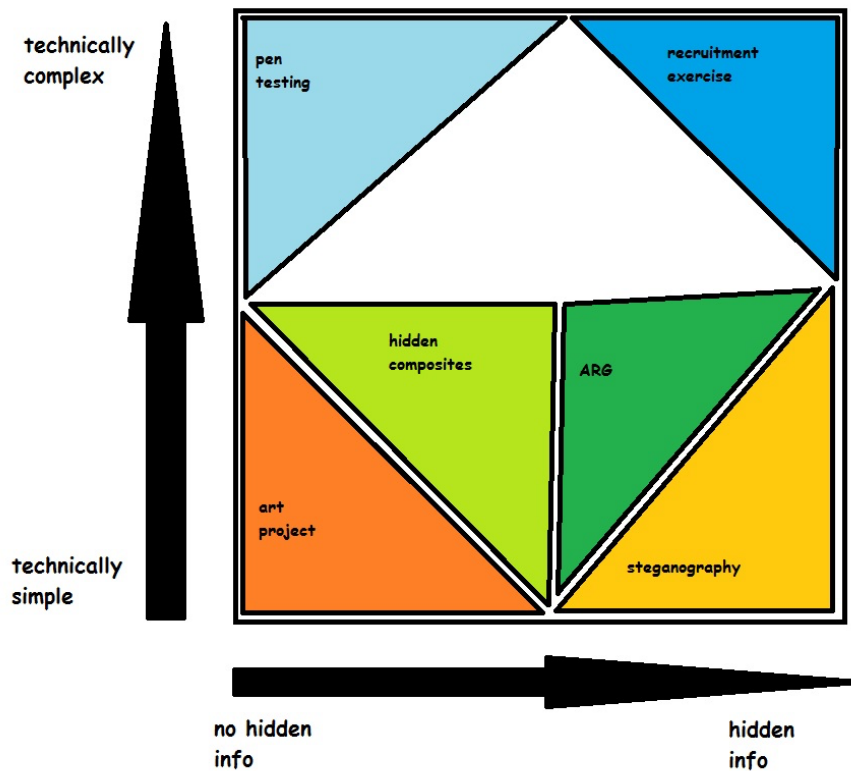 technically
complex
pen
testing
recruitment
exercise
hidden
composites
ARG
art
project
steganography
technically
simple
no hidden
info
hidden
info